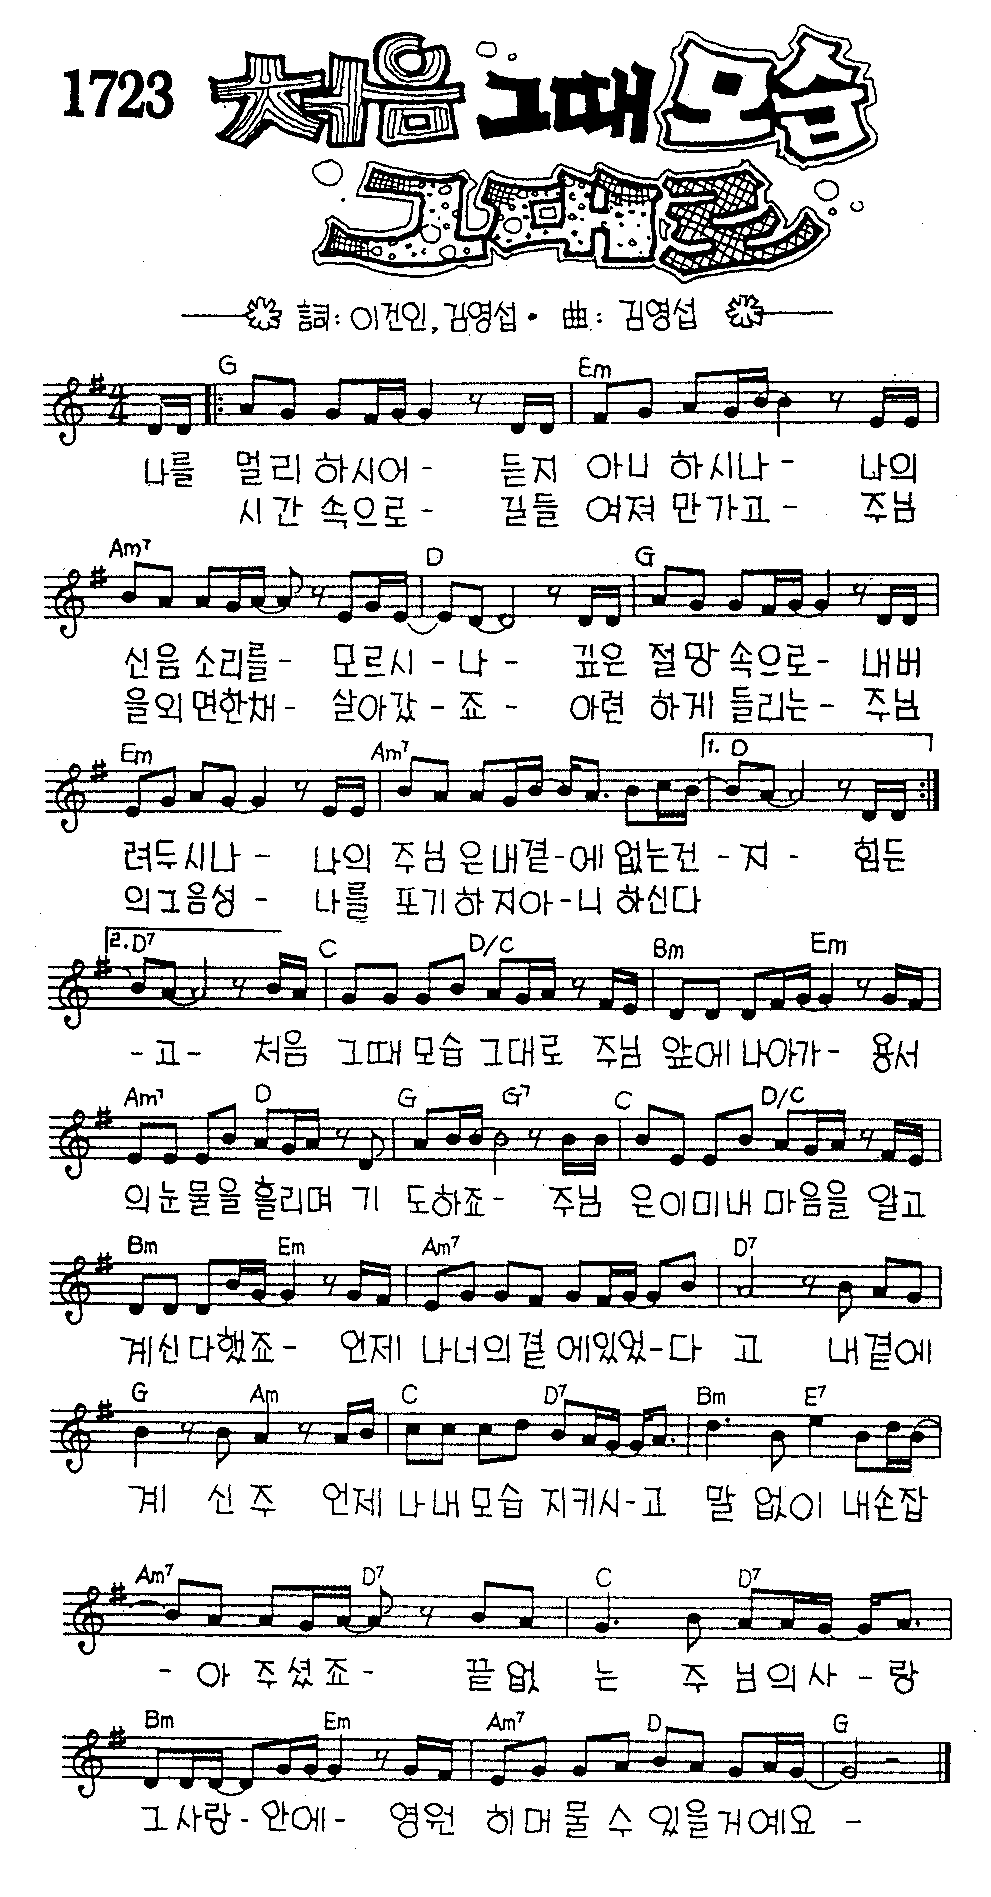 1723 처음 그때 모습
그대로
詞: 이건인, 김영섭 · 曲: 김영섭
G Em
나를 멀리 하시어 - 듣지 아니 하시나 - 나의
시간 속으로 - 길들 여져 만가고 - 주님
Am7 D G
신음 소리를 - 모르시 - 나 - 깊은 절망 속으로 - 내버
을외 면한채 - 살아갔 - 죠 - 아련 하게 들리는 - 주님
Em Am7 1. D
려두시나 - 나의 주님은내곁-에 없는건 - 지 - 힘든
의그음성 - 나를 포기하지아-니 하신다
2. D7 C D/C Bm Em
-고- 처음 그때 모습 그대로 주님 앞에 나아가 - 용서
Am7 D G G7 C D/C
의눈물을 흘리며 기 도하죠- 주님 은이미내 마음을 알고
Bm Em Am7 D7
계신다했죠 - 언제 나너의곁에있었-다 고 내곁에
G Am C D7 Bm E7
계 신 주 언제 나내모습 지키시-고 말 없이 내손잡
Am7 D7 C D7
- 아 주셨죠 - 끝없 는 주 님의사 - 랑
Bm Em Am7 D G
그사랑 - 안에 - 영원 히머물 수 있을거예요 -